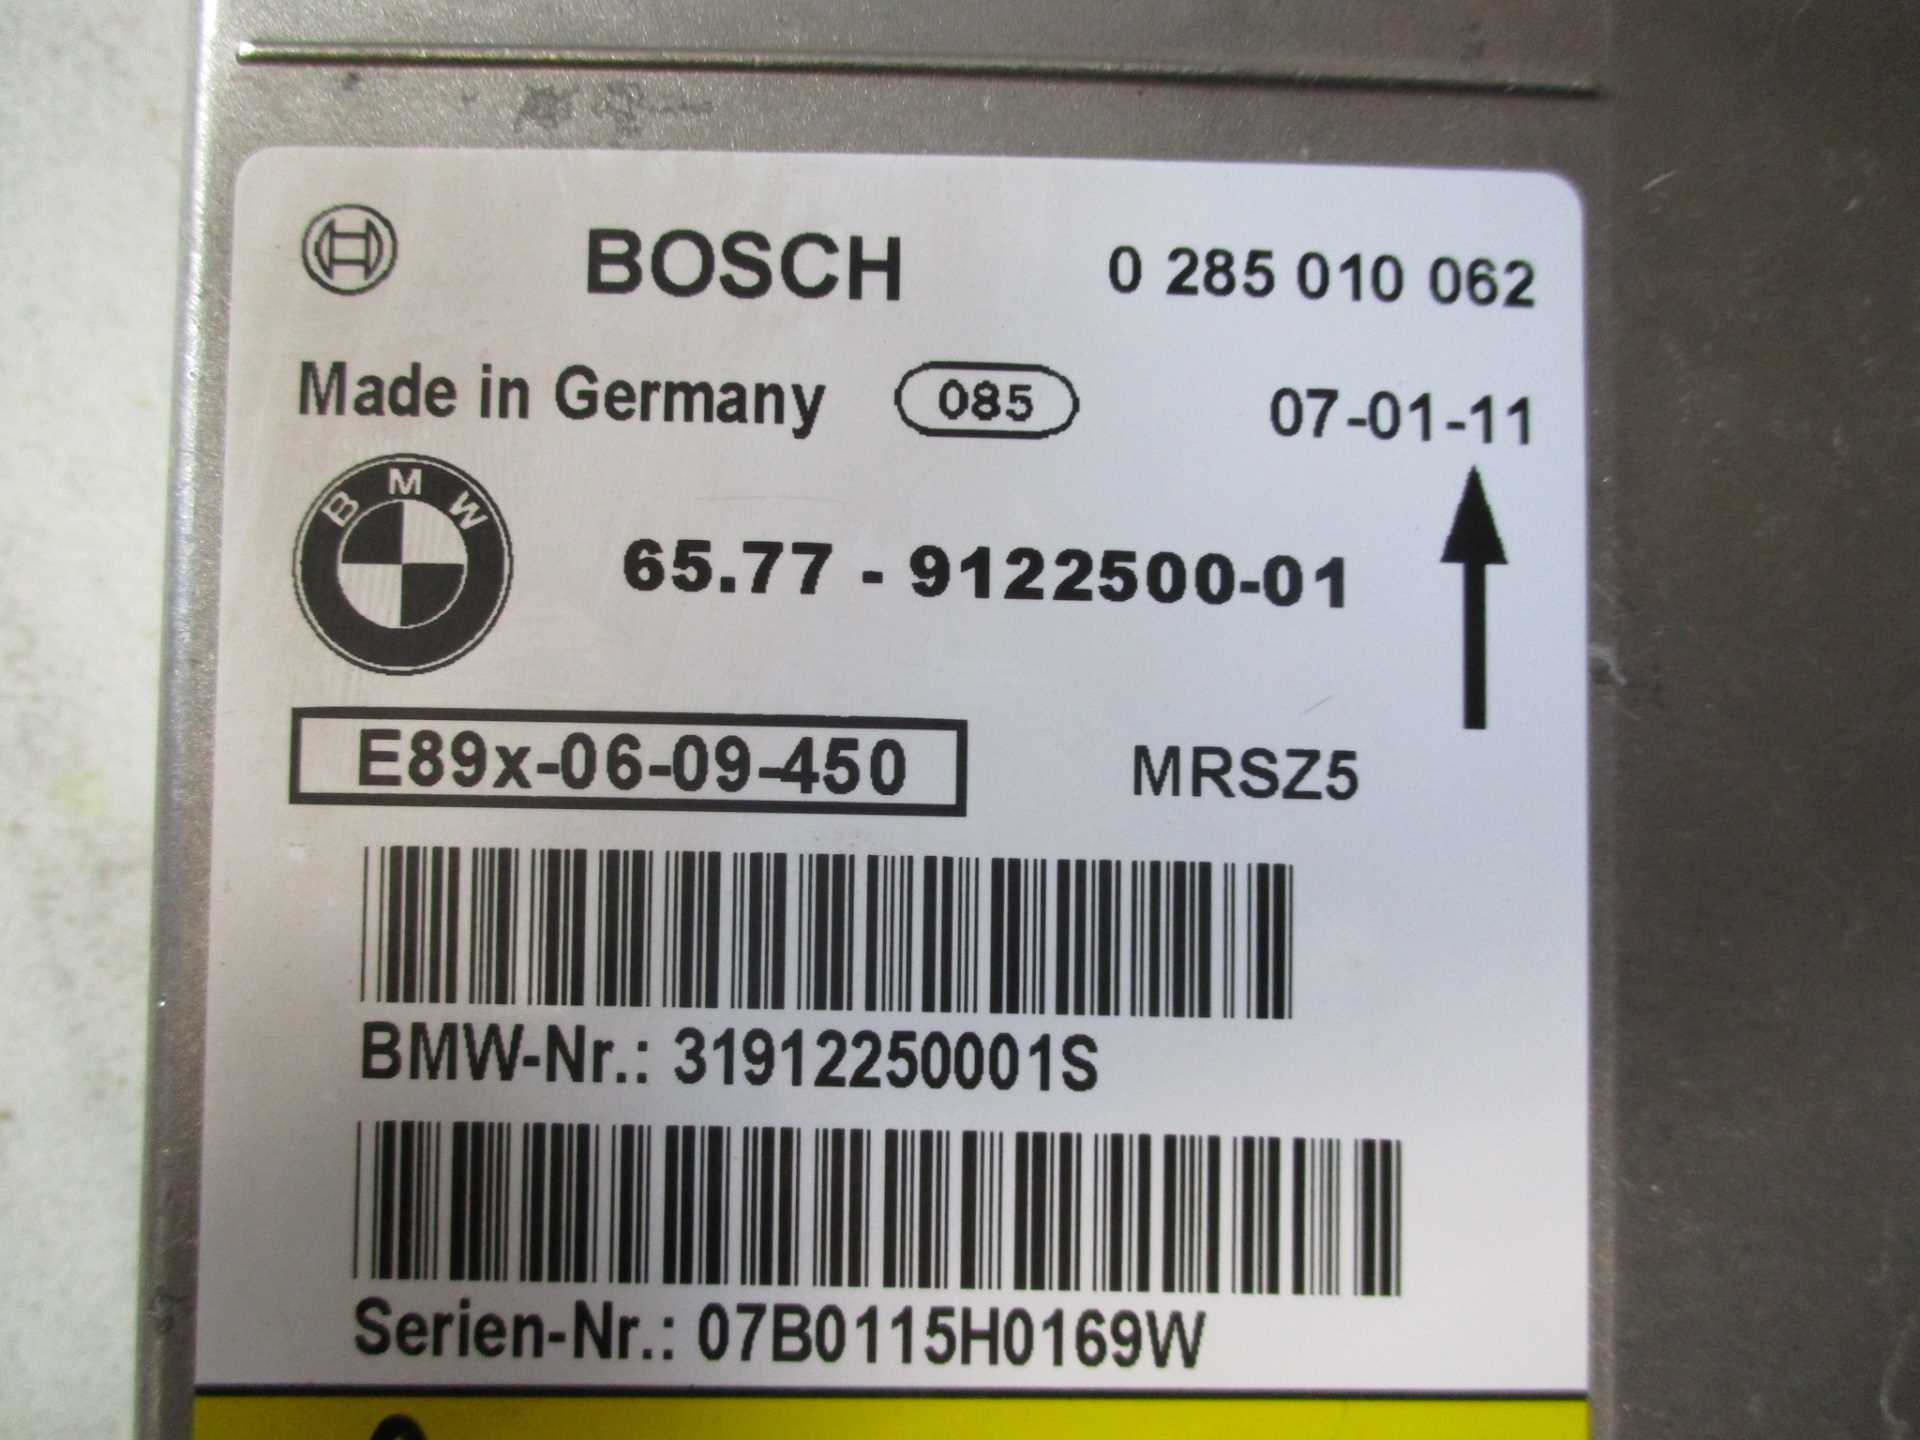 BOSCH 0 285 010 062
Made in Germany 085 07-01-11
BMW
65.77 - 9122500-01
E89x-06-09-450 MRSZ5
BMW-Nr.: 31912250001S
Serien-Nr.: 07B0115H0169W